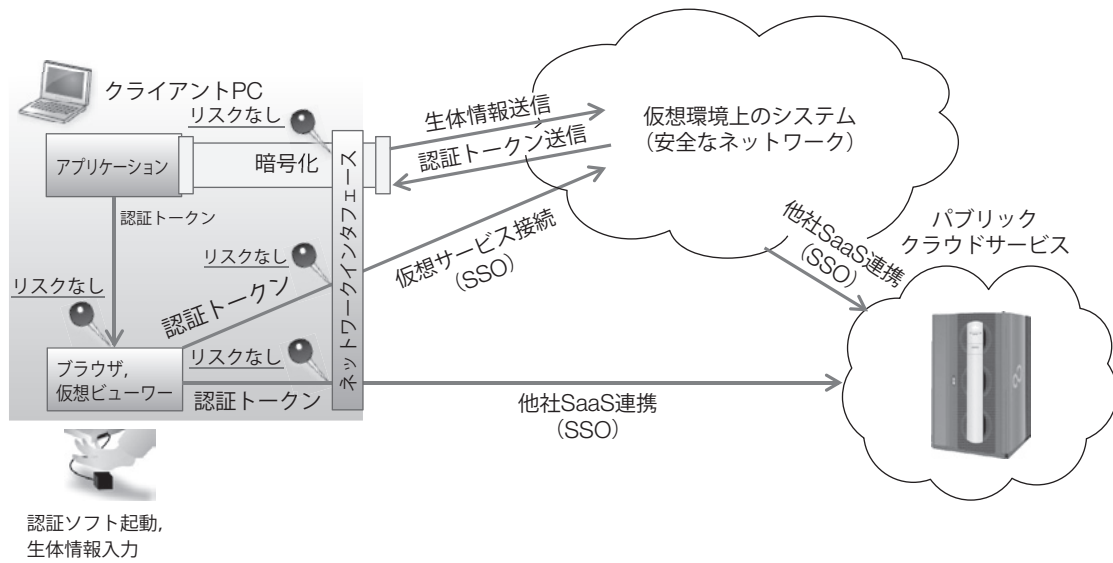 クライアントPC
リスクなし
アプリケーション
暗号化
ネットワークインタフェース
生体情報送信
認証トークン送信
仮想環境上のシステム
（安全なネットワーク）
認証トークン
リスクなし
仮想サービス接続
（SSO）
他社SaaS連携
（SSO）
パブリック
クラウドサービス
リスクなし
認証トークン
リスクなし
ブラウザ,
仮想ビューワー
認証トークン
他社SaaS連携
（SSO）
認証ソフト起動,
生体情報入力